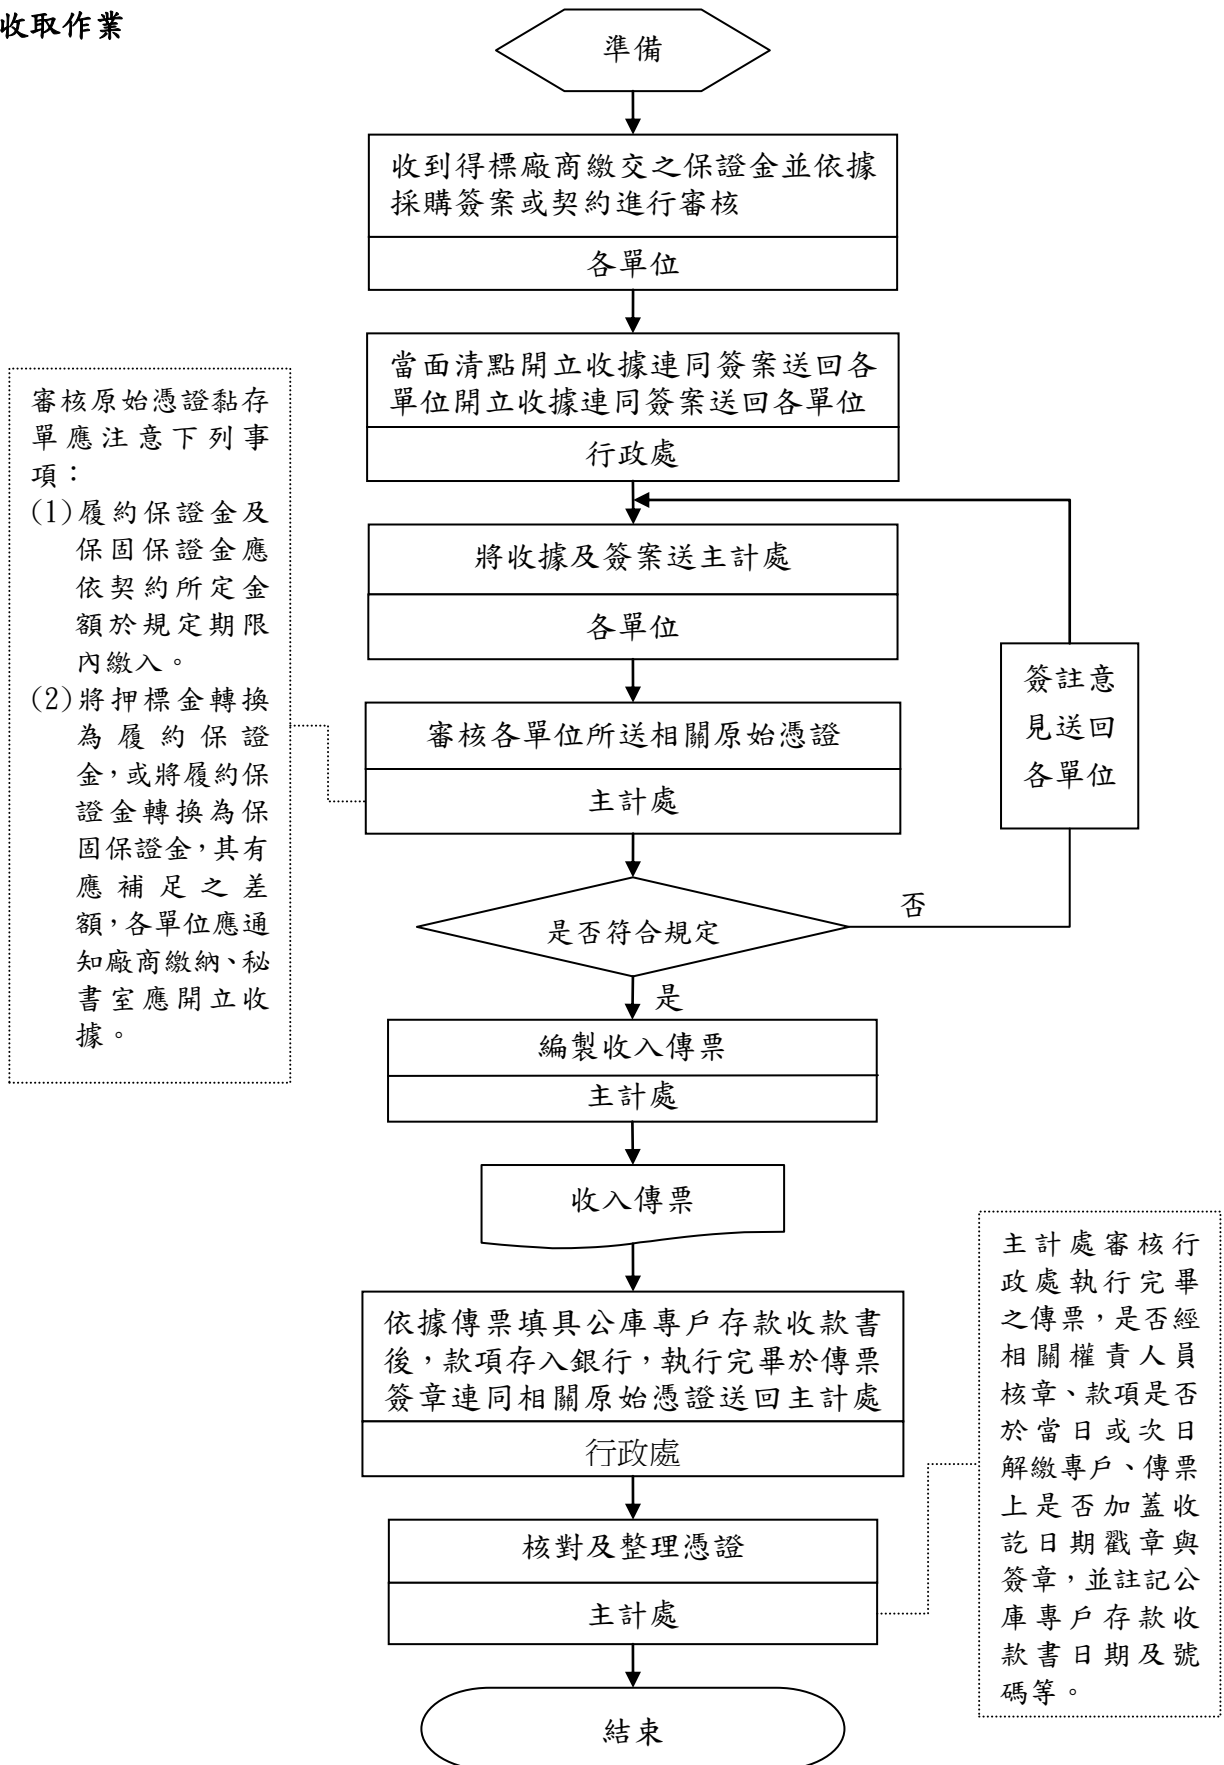 收取作業
準備
收到得標廠商繳交之保證金並依據
採購簽案或契約進行審核
各單位
當面清點開立收據連同簽案送回各
單位開立收據連同簽案送回各單位
行政處
審核原始憑證黏存
單應注意下列事
項：
(1)履約保證金及
保固保證金應
依契約所定金
額於規定期限
內繳入。
(2)將押標金轉換
為履約保證
金，或將履約保
證金轉換為保
固保證金，其有
應補足之差
額，各單位應通
知廠商繳納、秘
書室應開立收
據。
將收據及簽案送主計處
各單位
簽註意
見送回
各單位
審核各單位所送相關原始憑證
主計處
是否符合規定
否
是
編製收入傳票
主計處
收入傳票
依據傳票填具公庫專戶存款收款書
後，款項存入銀行，執行完畢於傳票
簽章連同相關原始憑證送回主計處
行政處
主計處審核行
政處執行完畢
之傳票，是否經
相關權責人員
核章、款項是否
於當日或次日
解繳專戶、傳票
上是否加蓋收
訖日期戳章與
簽章，並註記公
庫專戶存款收
款書日期及號
碼等。
核對及整理憑證
主計處
結束